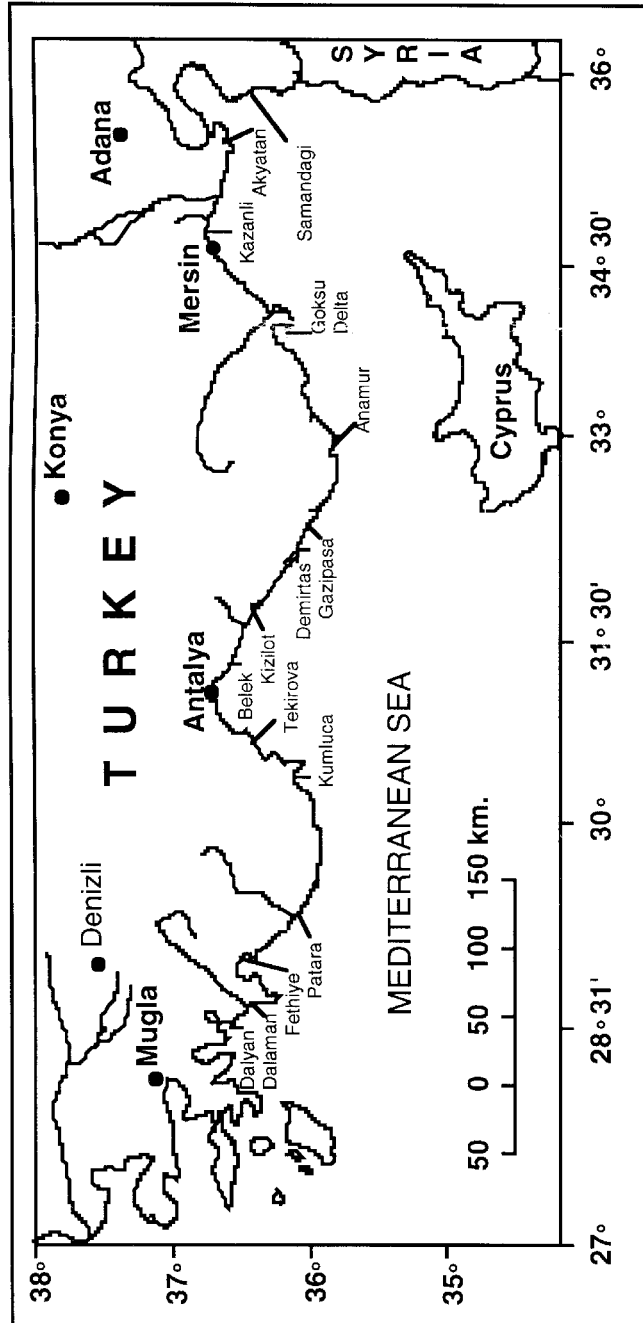 38°
37°
36°
35°
27°
28° 31'
30°
31° 30'
33°
34° 30'
36°
TURKEY
Denizli
Mugla
Konya
Adana
Antalya
Mersin
Dalyan
Dalaman
Fethiye
Patara
Kumluca
Tekirova
Belek
Kizilot
Demirtas
Gazipasa
Anamur
Goksu
Delta
Kazanli
Akyatan
Samandagi
SYRIA
Cyprus
MEDITERRANEAN SEA
50 0 50 100 150 km.